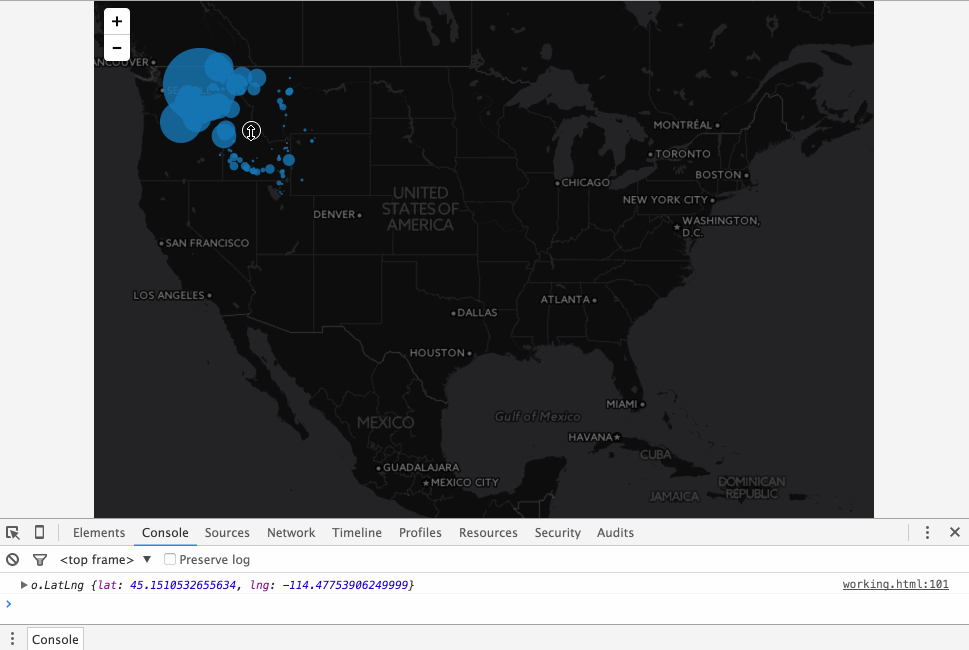 +
−
VANCOUVER
MONTRÉAL
TORONTO
BOSTON
CHICAGO
NEW YORK CITY
WASHINGTON,
D.C.
UNITED
STATES OF
AMERICA
DENVER
SAN FRANCISCO
LOS ANGELES
ATLANTA
DALLAS
HOUSTON
MIAMI
Gulf of Mexico
MEXICO
HAVANA
CUBA
GUADALAJARA
MEXICO CITY
DOMINICAN
REPUBLIC
JAMAICA
Elements Console Sources Network Timeline Profiles Resources Security Audits
<top frame> ▼ Preserve log
o.LatLng {lat: 45.1510532655634, lng: −114.47753906249999} working.html:101
>
Console